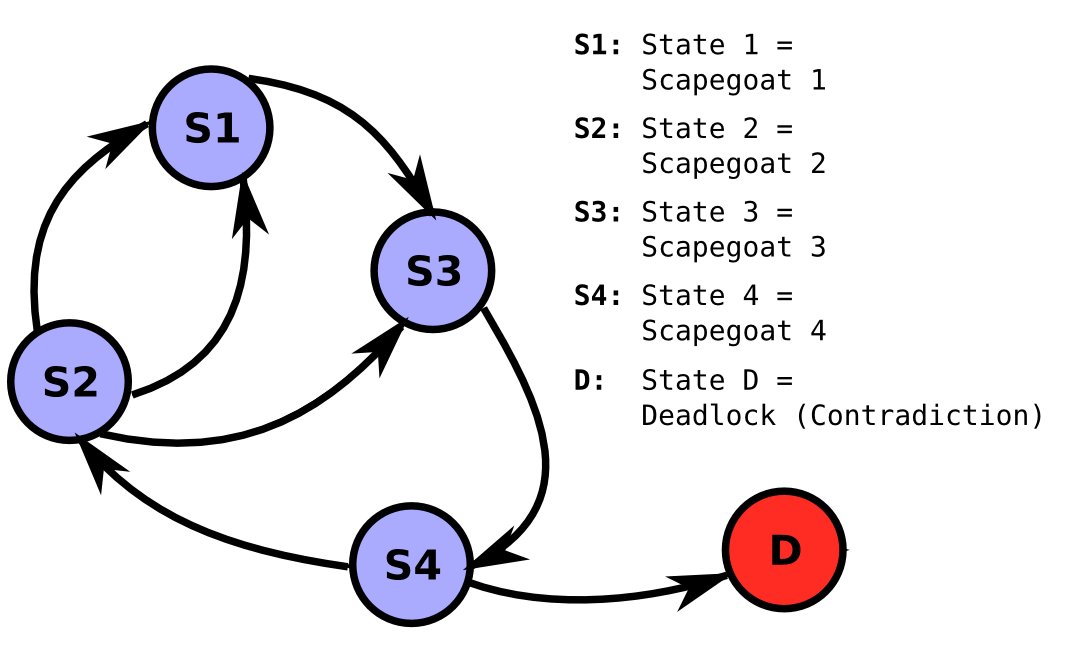 S1
S2
S3
S4
D
S1: State 1 =
Scapegoat 1
S2: State 2 =
Scapegoat 2
S3: State 3 =
Scapegoat 3
S4: State 4 =
Scapegoat 4
D: State D =
Deadlock (Contradiction)